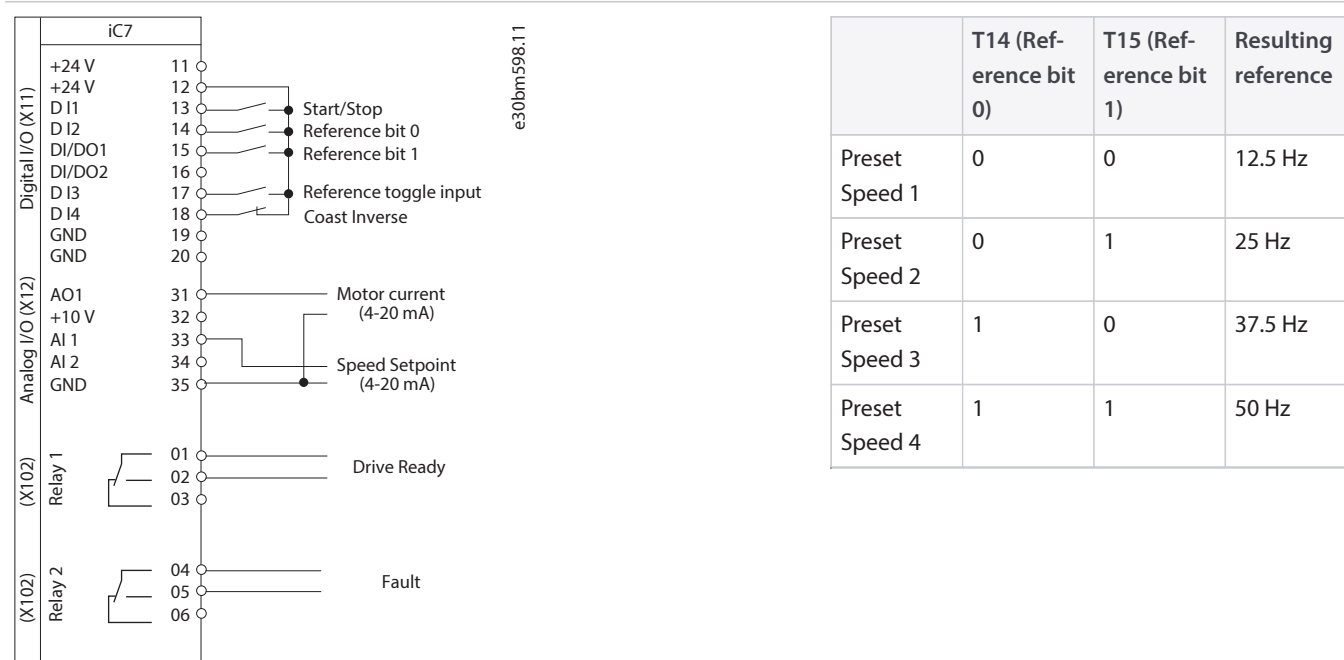 iC7
Digital I/O (X11)
+24 V 11
+24 V 12
D I1 13 Start/Stop
D I2 14 Reference bit 0
DI/DO1 15 Reference bit 1
DI/DO2 16
D I3 17 Reference toggle input
D I4 18 Coast Inverse
GND 19
GND 20
Analog I/O (X12)
AO1 31 Motor current
+10 V 32 (4-20 mA)
AI 1 33
AI 2 34 Speed Setpoint
GND 35 (4-20 mA)
(X102)
Relay 1
01
02 Drive Ready
03
(X102)
Relay 2
04
05 Fault
06
e30bm598.11
T14 (Ref-
erence bit
0)
T15 (Ref-
erence bit
1)
Resulting
reference
Preset 0 0 12.5 Hz
Speed 1
Preset 0 1 25 Hz
Speed 2
Preset 1 0 37.5 Hz
Speed 3
Preset 1 1 50 Hz
Speed 4